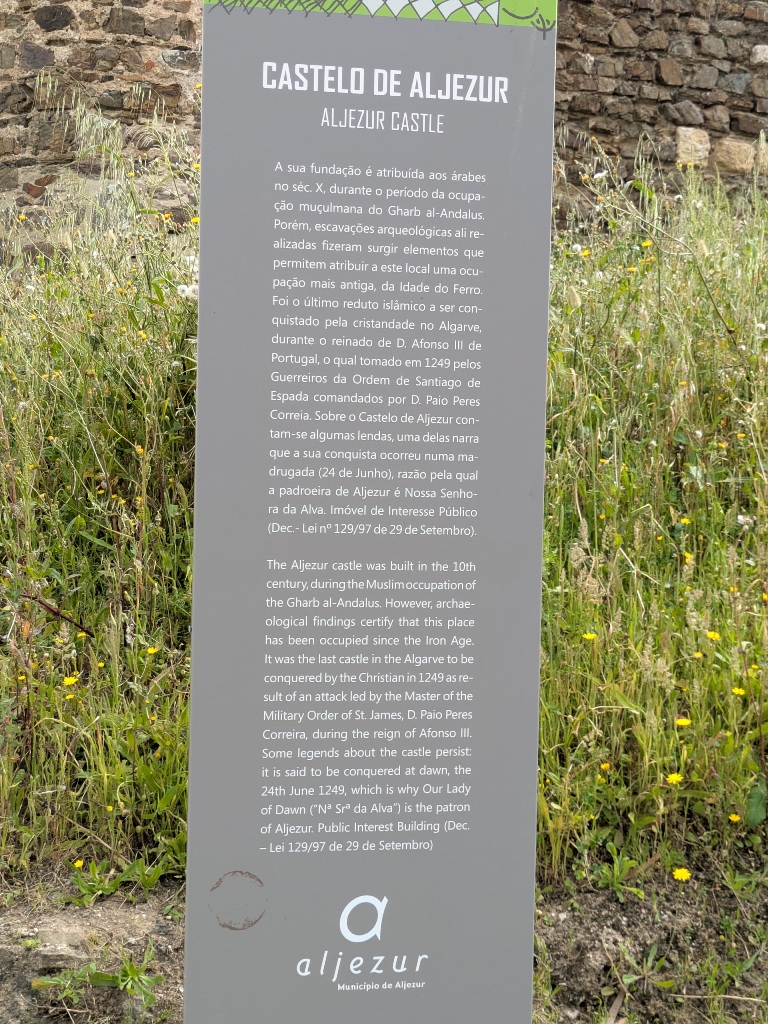 CASTELO DE ALJEZUR
ALJEZUR CASTLE
A sua fundação é atribuída aos árabes
no séc. X, durante o período da ocupa-
ção muçulmana do Gharb al-Andalus.
Porém, escavações arqueológicas ali re-
alizadas fizeram surgir elementos que
permitem atribuir a este local uma ocu-
pação mais antiga, da Idade do Ferro.
Foi o último reduto islâmico a ser con-
quistado pela cristandade no Algarve,
durante o reinado de D. Afonso III de
Portugal, o qual tomado em 1249 pelos
Guerreiros da Ordem de Santiago de
Espada comandados por D. Paio Peres
Correia. Sobre o Castelo de Aljezur con-
tam-se algumas lendas, uma delas narra
que a sua conquista ocorreu numa ma-
drugada (24 de Junho), razão pela qual
a padroeira de Aljezur é Nossa Senho-
ra da Alva. Imóvel de Interesse Público
(Dec.- Lei nº 129/97 de 29 de Setembro).
The Aljezur castle was built in the 10th
century, during the Muslim occupation of
the Gharb al-Andalus. However, archae-
ological findings certify that this place
has been occupied since the Iron Age.
It was the last castle in the Algarve to be
conquered by the Christian in 1249 as re-
sult of an attack led by the Master of the
Military Order of St. James, D. Paio Peres
Correira, during the reign of Afonso III.
Some legends about the castle persist:
it is said to be conquered at dawn, the
24th June 1249, which is why Our Lady
of Dawn ("Nª Srª da Alva") is the patron
of Aljezur. Public Interest Building (Dec.
– Lei 129/97 de 29 de Setembro)
a
aljezur
Município de Aljezur